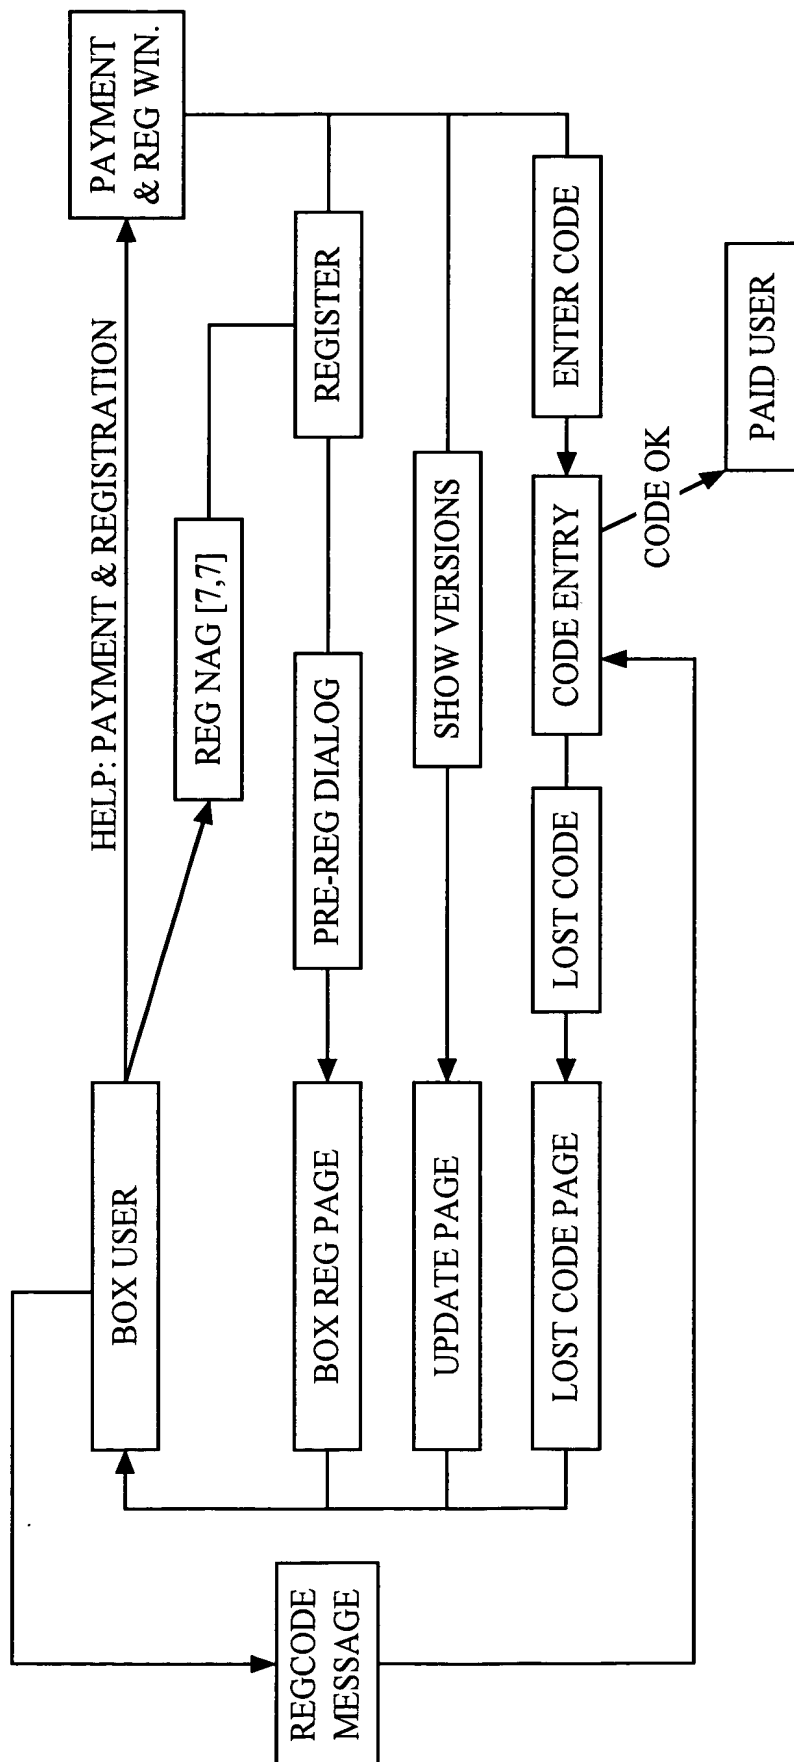 HELP: PAYMENT & REGISTRATION
PAYMENT
& REG WIN.
BOX USER
REG NAG [7,7]
REGCODE
MESSAGE
BOX REG PAGE
PRE-REG DIALOG
REGISTER
UPDATE PAGE
SHOW VERSIONS
LOST CODE PAGE
LOST CODE
CODE ENTRY
ENTER CODE
CODE OK
PAID USER